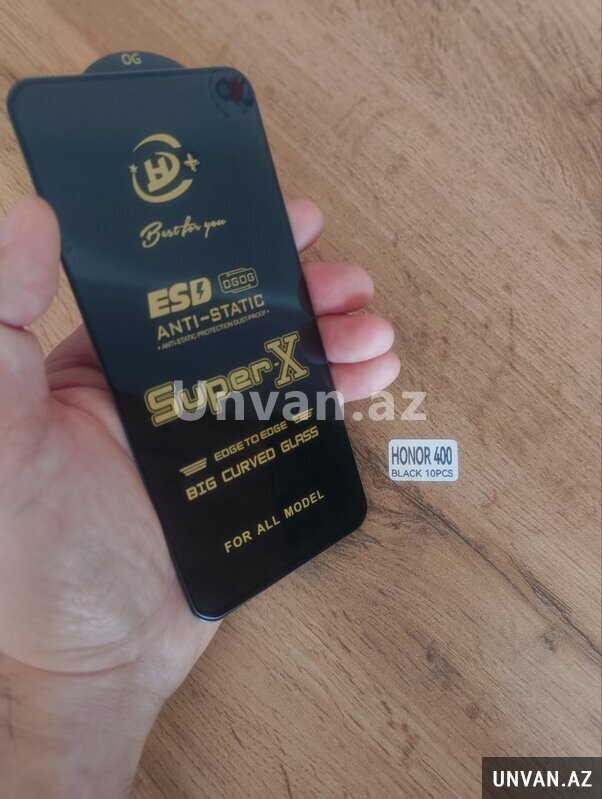 OG
H
Best for you
ESD OGOG
ANTI-STATIC
• ANTI-STATIC PROTECTION DUST-PROOF •
Super-X
Unvan.az
EDGE TO EDGE
BIG CURVED GLASS
FOR ALL MODEL
HONOR 400
BLACK 10PCS
UNVAN.AZ